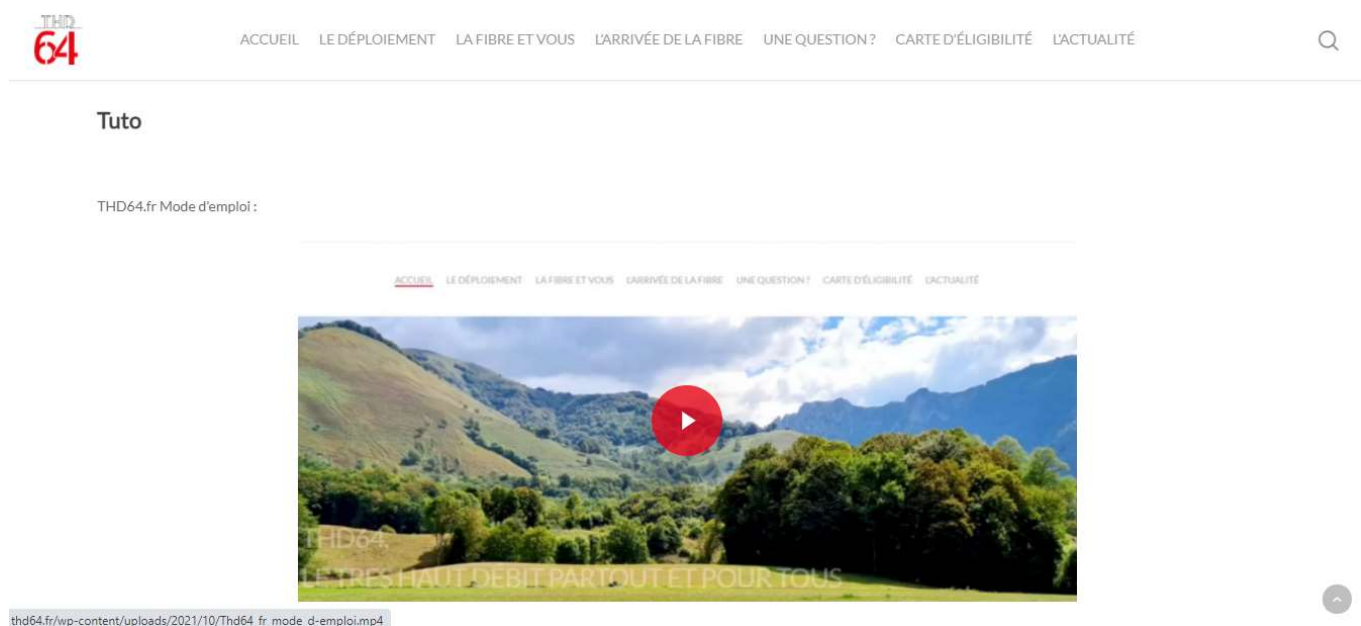 THD
64
ACCUEIL LE DÉPLOIEMENT LA FIBRE ET VOUS L'ARRIVÉE DE LA FIBRE UNE QUESTION ? CARTE D'ÉLIGIBILITÉ L'ACTUALITÉ
Tuto
THD64.fr Mode d'emploi :
ACCUEIL LE DÉPLOIEMENT LA FIBRE ET VOUS L'ARRIVÉE DE LA FIBRE UNE QUESTION ? CARTE D'ÉLIGIBILITÉ L'ACTUALITÉ
THD64,
LE TRES HAUT DÉBIT PARTOUT ET POUR TOUS
thd64.fr/wp-content/uploads/2021/10/Thd64_fr_mode_d-emploi.mp4